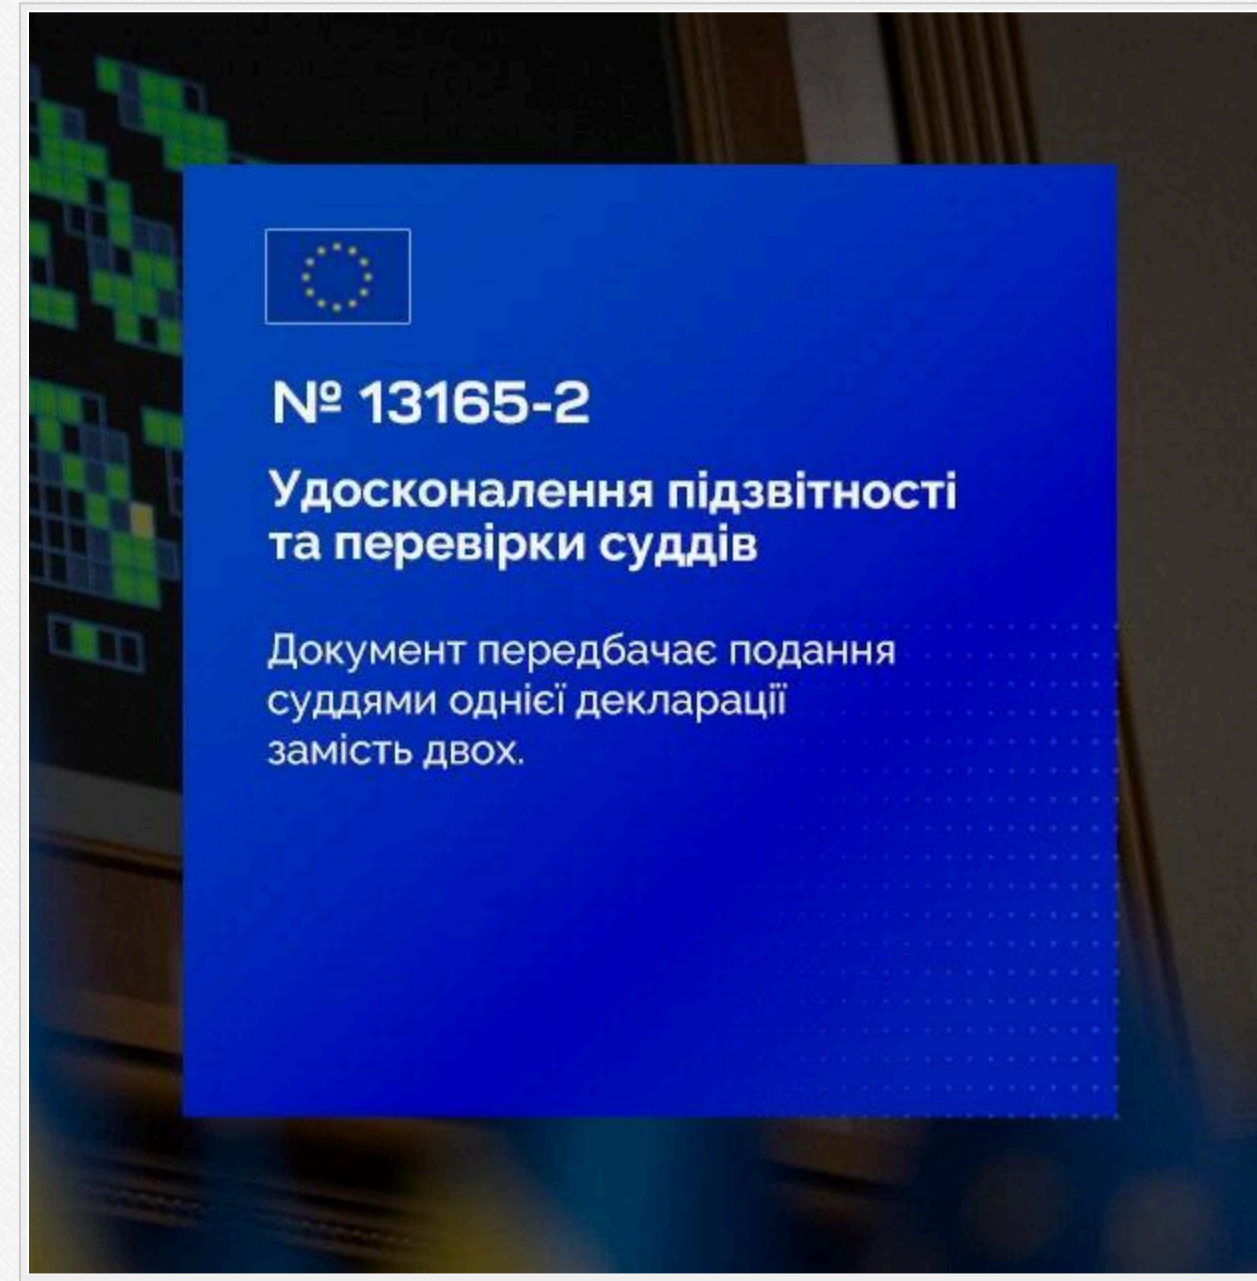 № 13165-2
Удосконалення підзвітності
та перевірки суддів
Документ передбачає подання
суддями однієї декларації
замість двох.